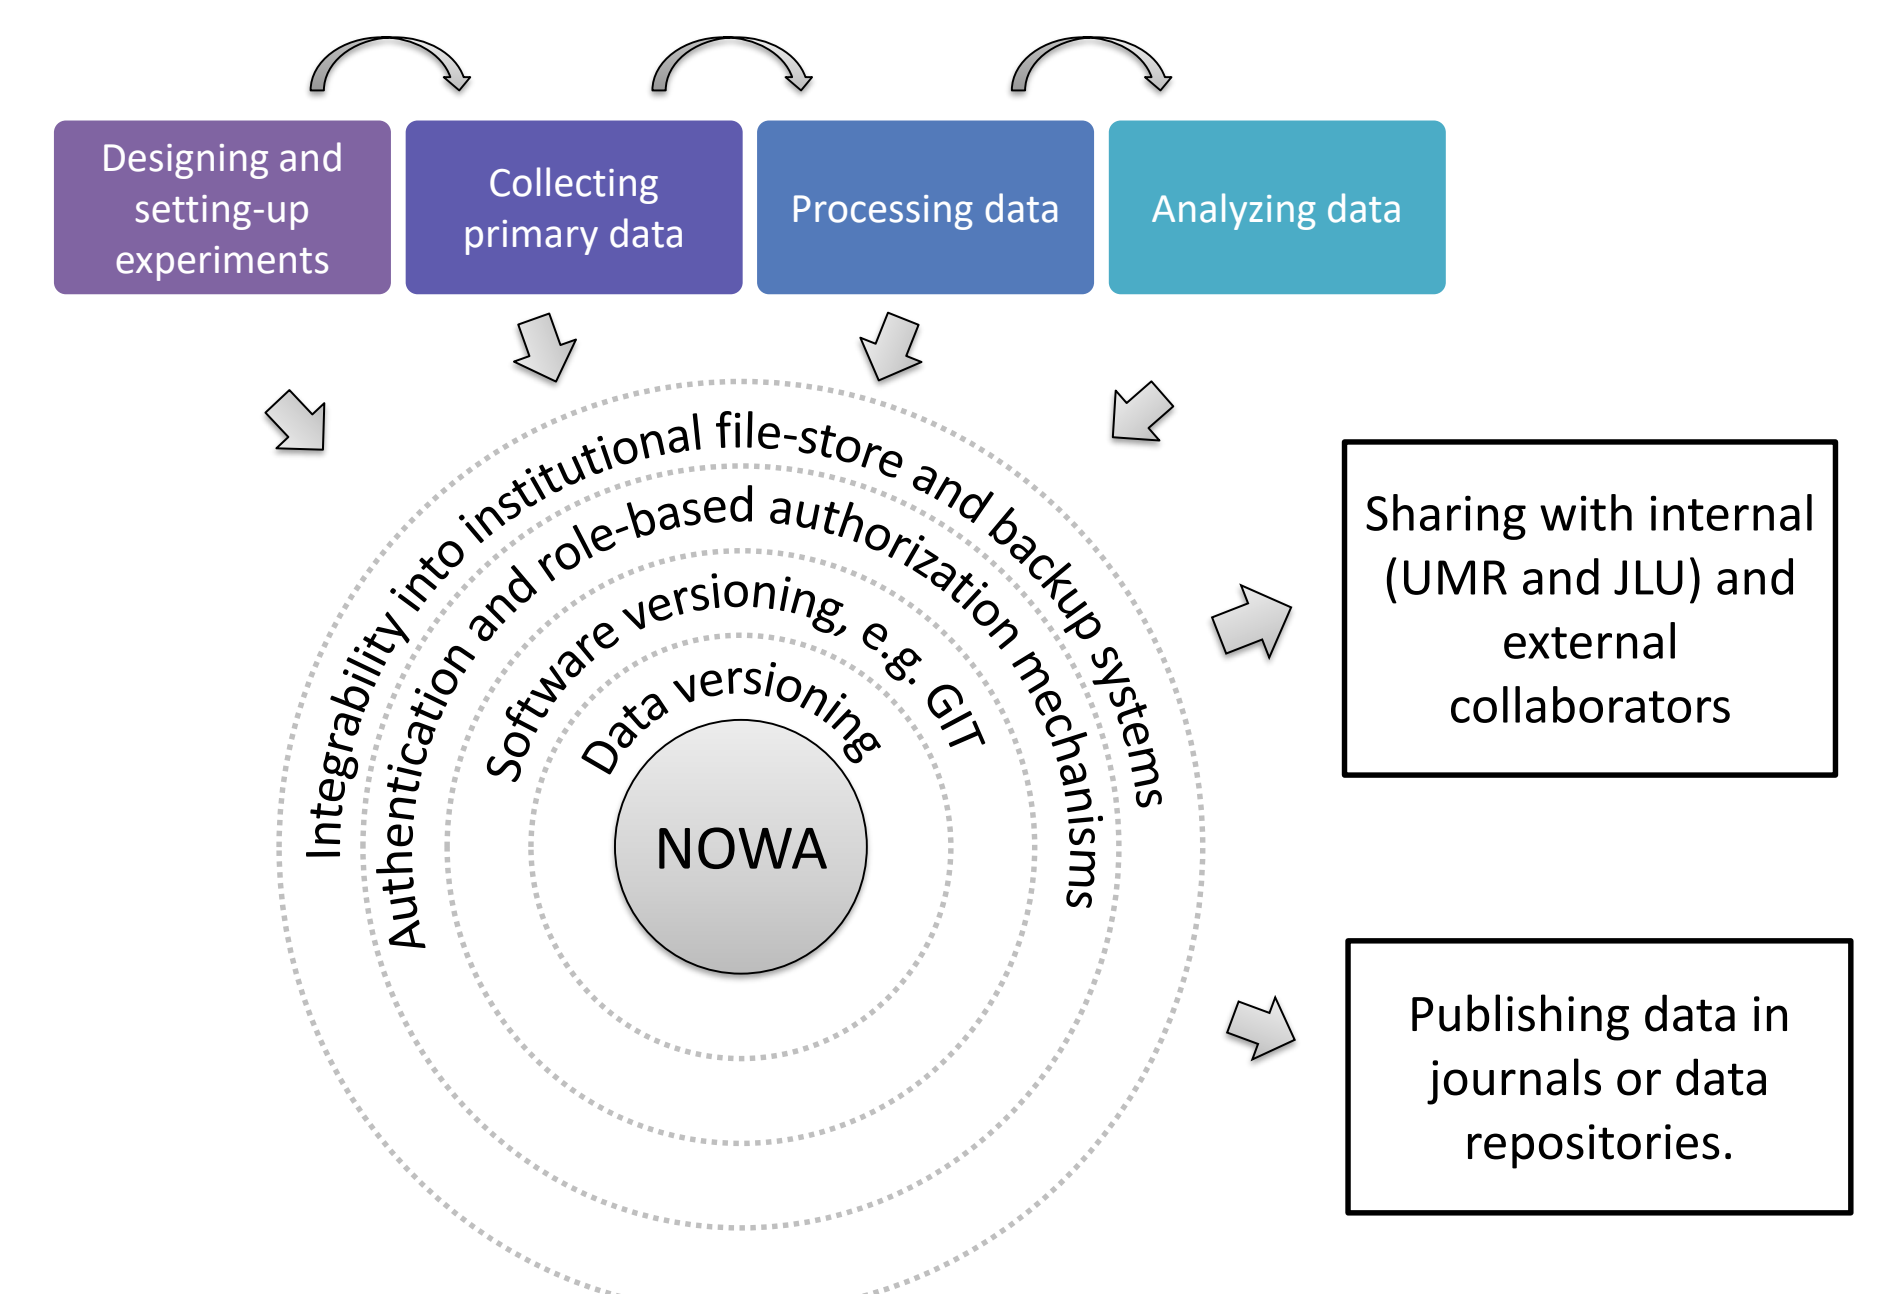 Designing and
setting-up
experiments
Collecting
primary data
Processing data
Analyzing data
Integrability into institutional file-store and backup systems
Authentication and role-based authorization mechanisms
Software versioning, e.g. GIT
Data versioning
NOWA
Sharing with internal
(UMR and JLU) and
external
collaborators
Publishing data in
journals or data
repositories.